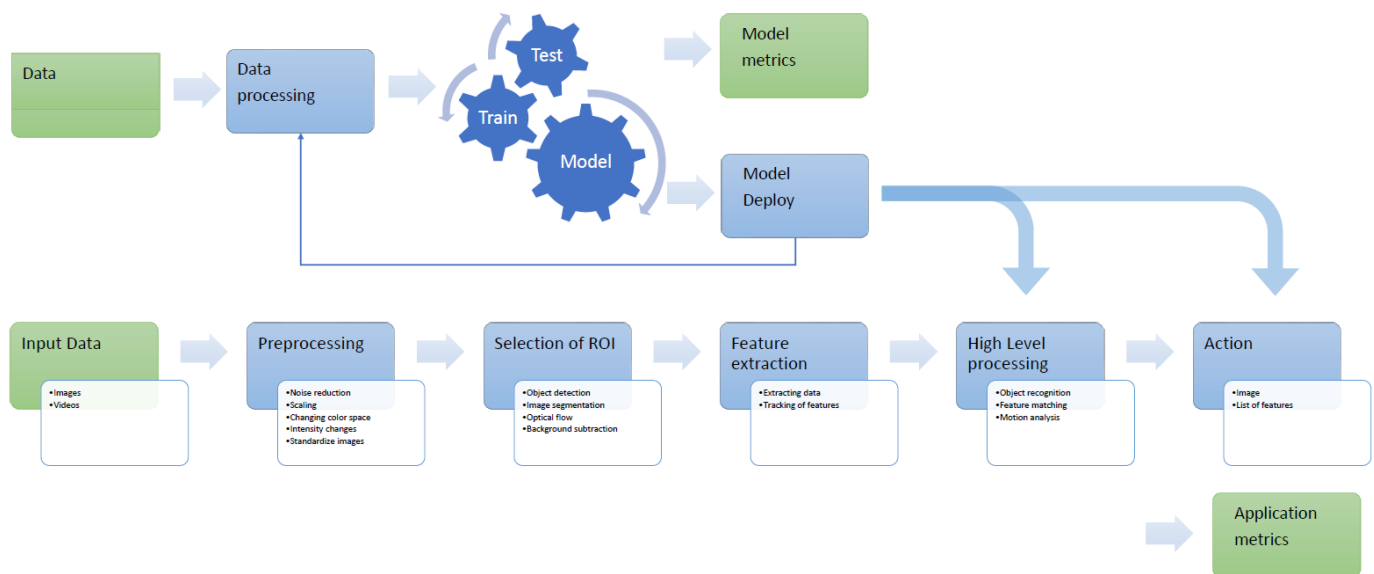 Data
Data
processing
Test
Train
Model
Model
metrics
Model
Deploy
Input Data
•Images
•Videos
Preprocessing
•Noise reduction
•Scaling
•Changing color space
•Intensity changes
•Standardize images
Selection of ROI
•Object detection
•Image segmentation
•Optical flow
•Background subtraction
Feature
extraction
•Extracting data
•Tracking of features
High Level
processing
•Object recognition
•Feature matching
•Motion analysis
Action
•Image
•List of features
Application
metrics